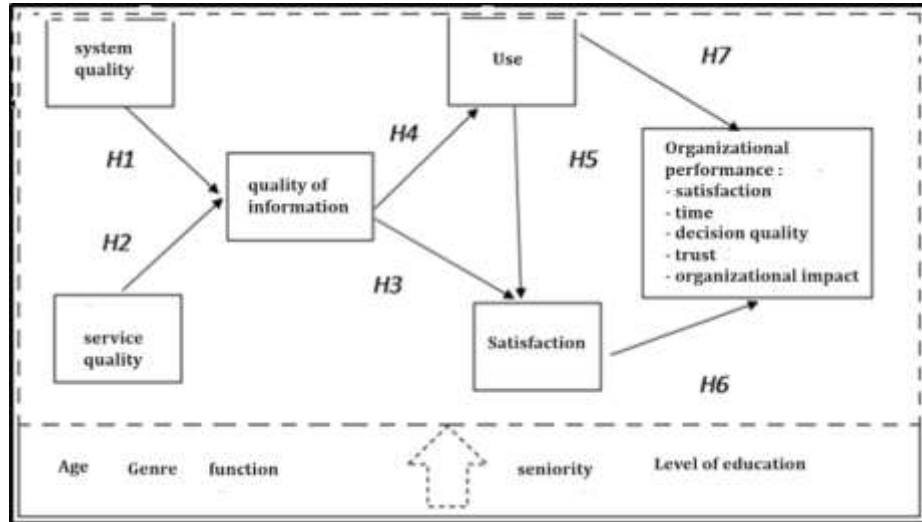 system
quality
Use
H7
H1
H4
H5
Organizational
performance :
- satisfaction
- time
- decision quality
- trust
- organizational impact
quality of
information
H2
H3
service
quality
Satisfaction
H6
Age Genre function seniority Level of education